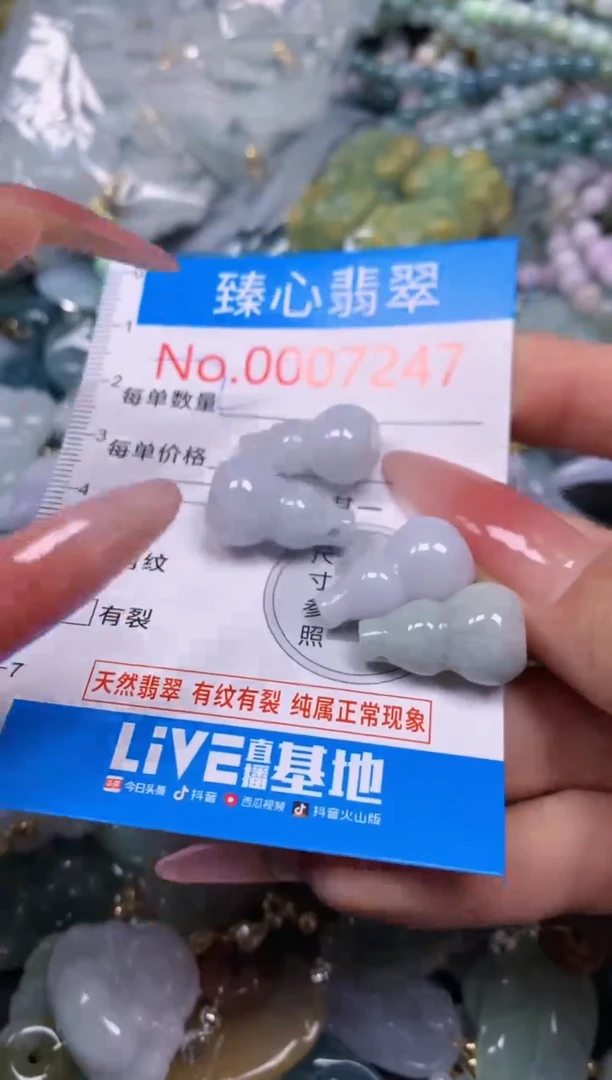 臻心翡翠
No.0007247
0
1
2
3
4
7
每单数量
每单价格
纹
有裂
尺寸参照
天然翡翠 有纹有裂 纯属正常现象
LIVE直播基地
头条 今日头条 抖音 西瓜视频 抖音火山版